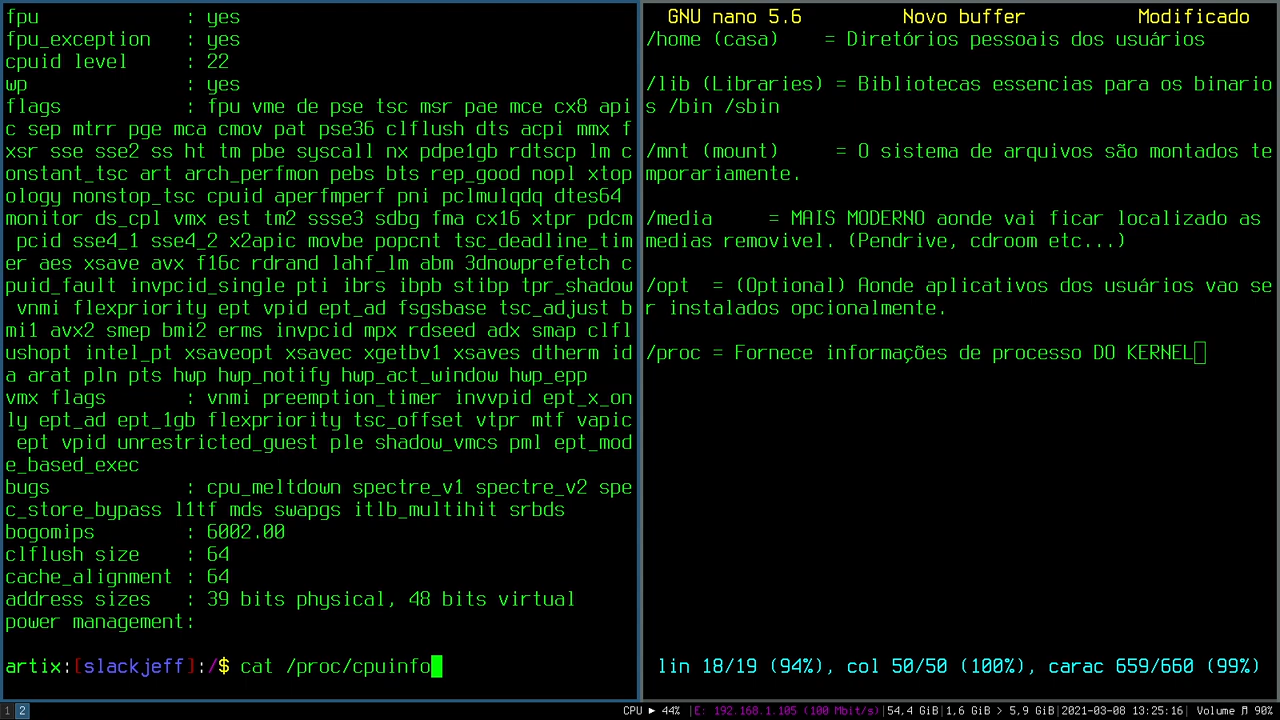 fpu             : yes
fpu_exception   : yes
cpuid level     : 22
wp              : yes
flags           : fpu vme de pse tsc msr pae mce cx8 api
c sep mtrr pge mca cmov pat pse36 clflush dts acpi mmx f
xsr sse sse2 ss ht tm pbe syscall nx pdpe1gb rdtscp lm c
onstant_tsc art arch_perfmon pebs bts rep_good nopl xtop
ology nonstop_tsc cpuid aperfmperf pni pclmulqdq dtes64
monitor ds_cpl vmx est tm2 ssse3 sdbg fma cx16 xtpr pdcm
 pcid sse4_1 sse4_2 x2apic movbe popcnt tsc_deadline_tim
er aes xsave avx f16c rdrand lahf_lm abm 3dnowprefetch c
puid_fault invpcid_single pti ibrs ibpb stibp tpr_shadow
 vnmi flexpriority ept vpid ept_ad fsgsbase tsc_adjust b
mi1 avx2 smep bmi2 erms invpcid mpx rdseed adx smap clfl
ushopt intel_pt xsaveopt xsavec xgetbv1 xsaves dtherm id
a arat pln pts hwp hwp_notify hwp_act_window hwp_epp
vmx flags       : vnmi preemption_timer invvpid ept_x_on
ly ept_ad ept_1gb flexpriority tsc_offset vtpr mtf vapic
 ept vpid unrestricted_guest ple shadow_vmcs pml ept_mod
e_based_exec
bugs            : cpu_meltdown spectre_v1 spectre_v2 spe
c_store_bypass l1tf mds swapgs itlb_multihit srbds
bogomips        : 6002.00
clflush size    : 64
cache_alignment : 64
address sizes   : 39 bits physical, 48 bits virtual
power management:
artix:[slackjeff]:/$ cat /proc/cpuinfo
GNU nano 5.6         Novo buffer          Modificado
/home (casa)    = Diretórios pessoais dos usuários
/lib (Libraries) = Bibliotecas essencias para os binario
s /bin /sbin
/mnt (mount)     = O sistema de arquivos são montados te
mporariamente.
/media     = MAIS MODERNO aonde vai ficar localizado as
medias removivel. (Pendrive, cdroom etc...)
/opt  = (Optional) Aonde aplicativos dos usuários vao se
r instalados opcionalmente.
/proc = Fornece informações de processo DO KERNEL
lin 18/19 (94%), col 50/50 (100%), carac 659/660 (99%)
1 2 CPU ► 44% |E: 192.168.1.105 (100 Mbit/s)|54,4 GiB|1,6 GiB > 5,9 GiB|2021-03-08 13:25:16| Volume ♬ 90%